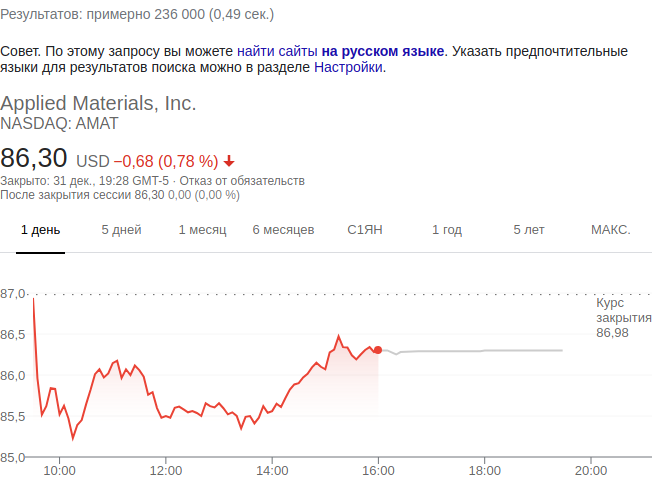 Результатов: примерно 236 000 (0,49 сек.)
Совет. По этому запросу вы можете найти сайты на русском языке. Указать предпочтительные
языки для результатов поиска можно в разделе Настройки.
Applied Materials, Inc.
NASDAQ: AMAT
86,30 USD −0,68 (0,78 %)
Закрыто: 31 дек., 19:28 GMT-5 · Отказ от обязательств
После закрытия сессии 86,30 0,00 (0,00 %)
1 день 5 дней 1 месяц 6 месяцев С1ЯН 1 год 5 лет МАКС.
87,0
Курс
закрытия
86,98
86,5
86,0
85,5
85,0
10:00 12:00 14:00 16:00 18:00 20:00